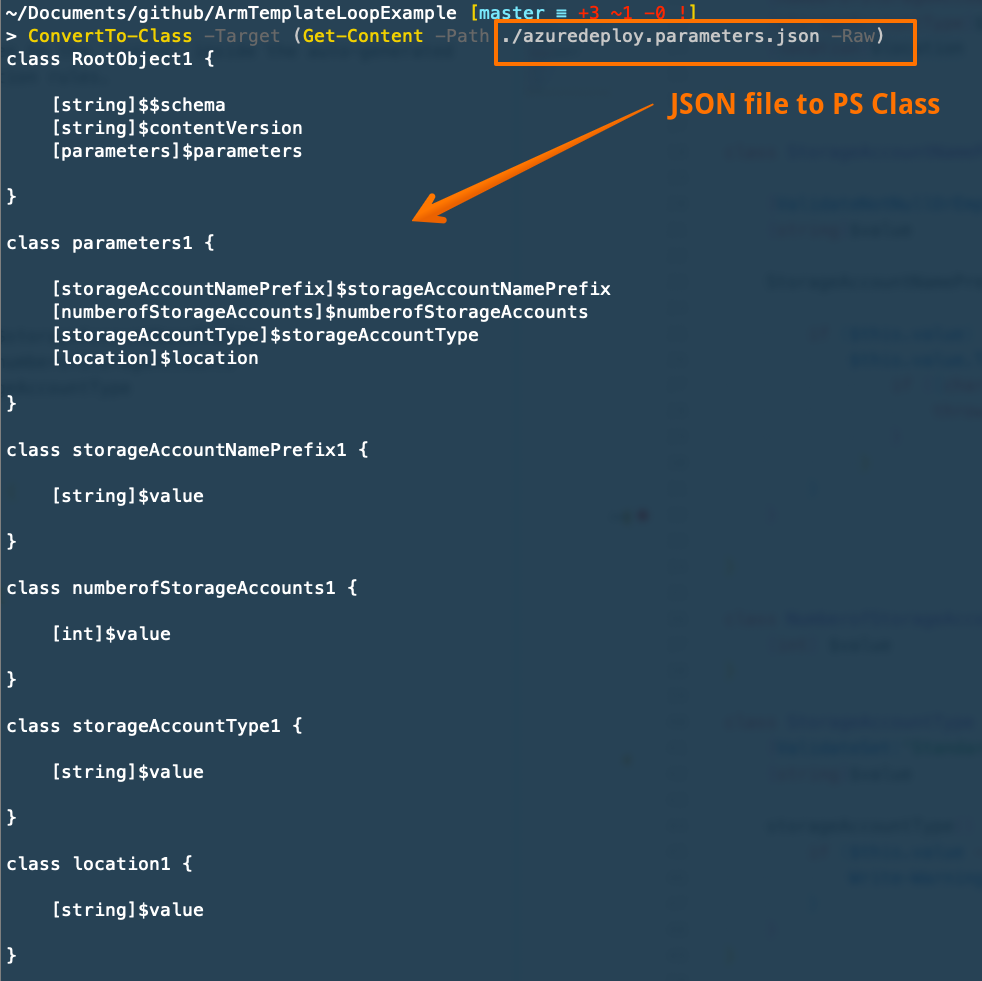 ~/Documents/github/ArmTemplateLoopExample [master ≡ +3 ~1 -0 !]
> ConvertTo-Class -Target (Get-Content -Path ./azuredeploy.parameters.json -Raw)
class RootObject1 {
[string]$$schema
JSON file to PS Class
[string]$contentVersion
[parameters]$parameters
}
class parameters1 {
[storageAccountNamePrefix]$storageAccountNamePrefix
[numberofStorageAccounts]$numberofStorageAccounts
[storageAccountType]$storageAccountType
[location]$location
}
class storageAccountNamePrefix1 {
[string]$value
}
class numberofStorageAccounts1 {
[int]$value
}
class storageAccountType1 {
[string]$value
}
class location1 {
[string]$value
}